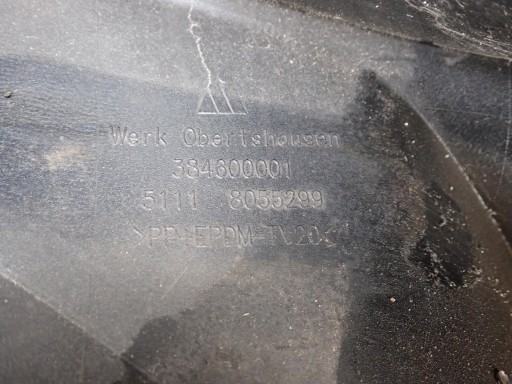 Werk Obertshausen
384600001
5111 8055299
>PP+EPDM-TV20<